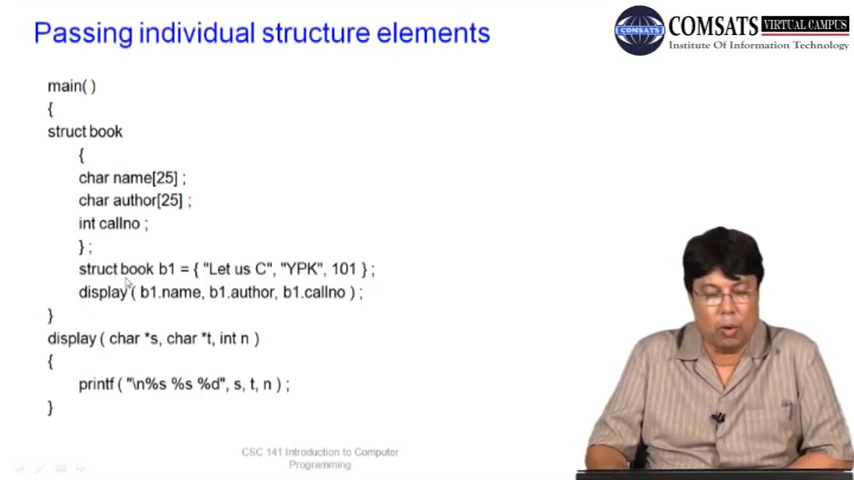 Passing individual structure elements
COMSATS VIRTUAL CAMPUS
COMSATS
Institute Of Information Technology
main( )
{
struct book
{
char name[25] ;
char author[25] ;
int callno ;
} ;
struct book b1 = { "Let us C", "YPK", 101 } ;
display ( b1.name, b1.author, b1.callno ) ;
}
display ( char *s, char *t, int n )
{
printf ( "\n%s %s %d", s, t, n ) ;
}
CSC 141 Introduction to Computer
Programming